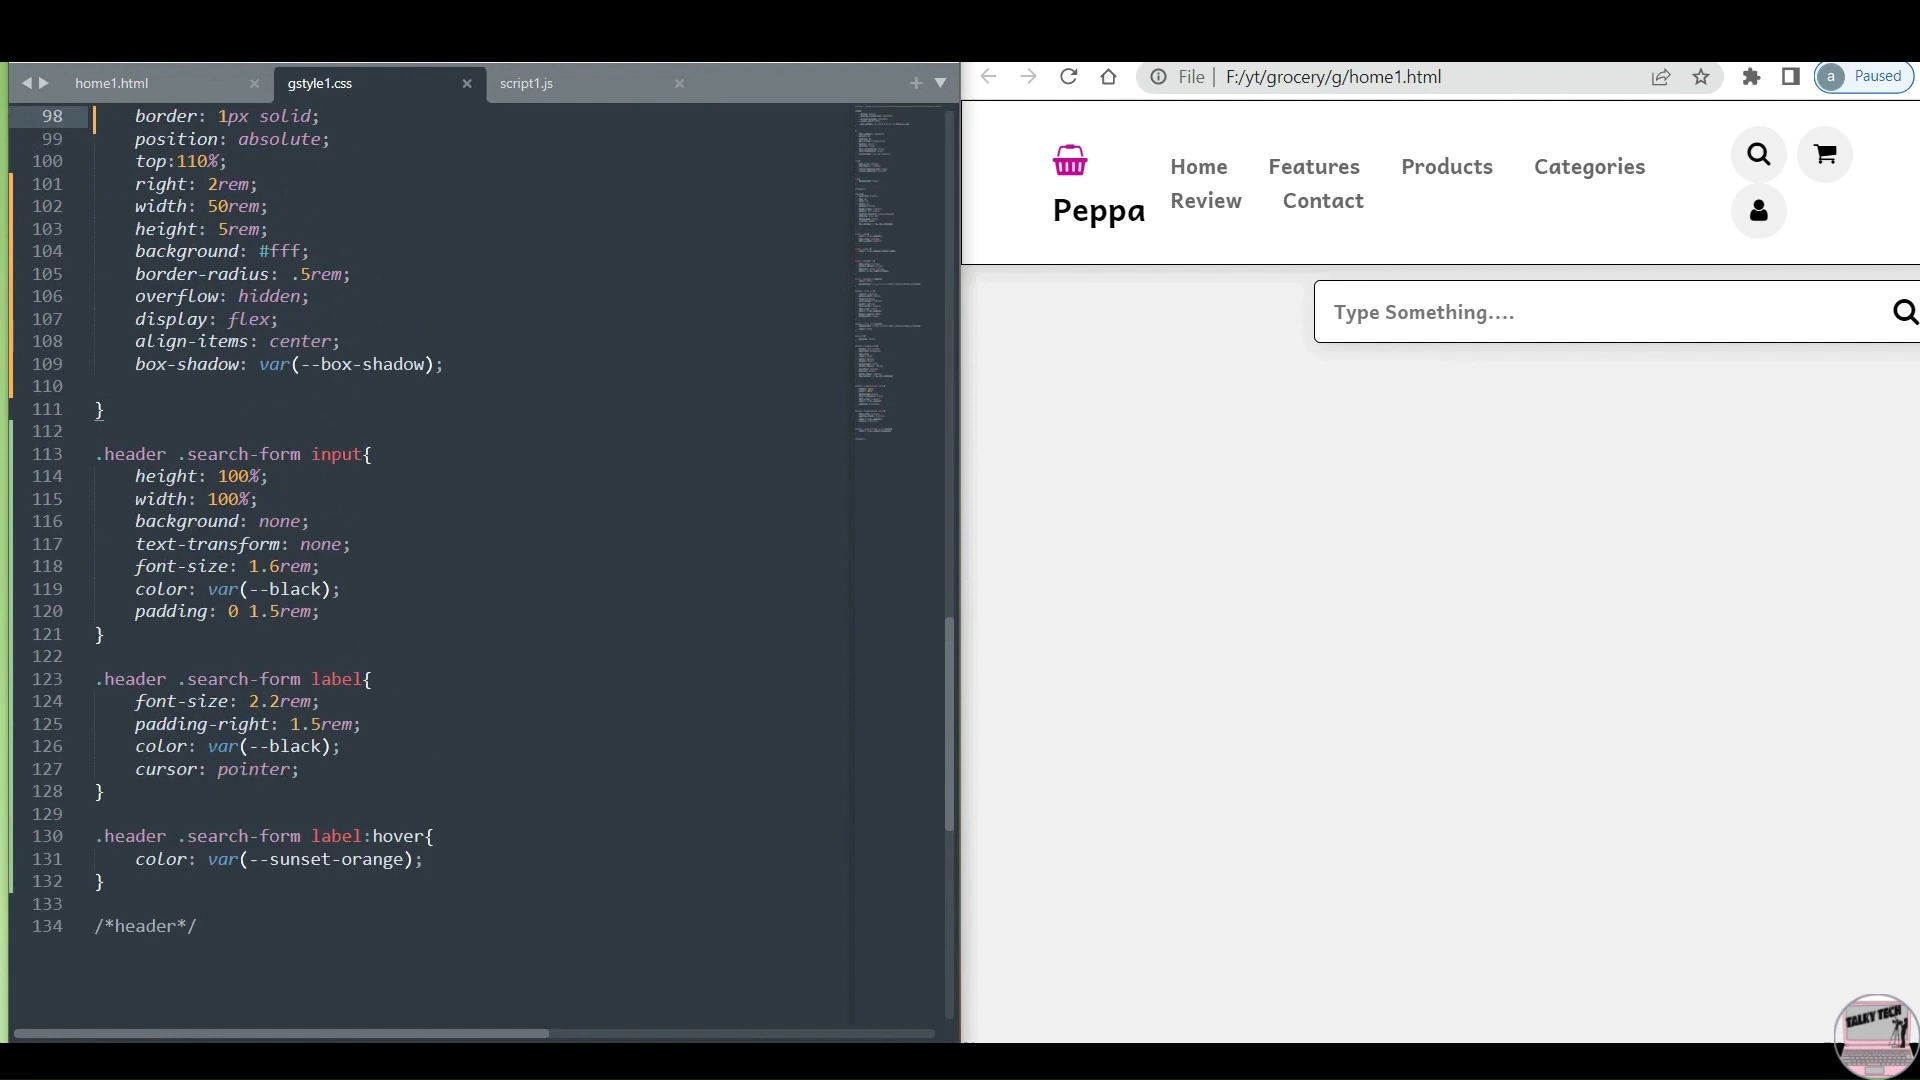 home1.html
gstyle1.css
script1.js
98 border: 1px solid;
99 position: absolute;
100 top:110%;
101 right: 2rem;
102 width: 50rem;
103 height: 5rem;
104 background: #fff;
105 border-radius: .5rem;
106 overflow: hidden;
107 display: flex;
108 align-items: center;
109 box-shadow: var(--box-shadow);
110
111 }
112
113 .header .search-form input{
114 height: 100%;
115 width: 100%;
116 background: none;
117 text-transform: none;
118 font-size: 1.6rem;
119 color: var(--black);
120 padding: 0 1.5rem;
121 }
122
123 .header .search-form label{
124 font-size: 2.2rem;
125 padding-right: 1.5rem;
126 color: var(--black);
127 cursor: pointer;
128 }
129
130 .header .search-form label:hover{
131 color: var(--sunset-orange);
132 }
133
134 /*header*/
File | F:/yt/grocery/g/home1.html
a Paused
Peppa
Home Features Products Categories
Review Contact
Type Something....
TALKY TECH